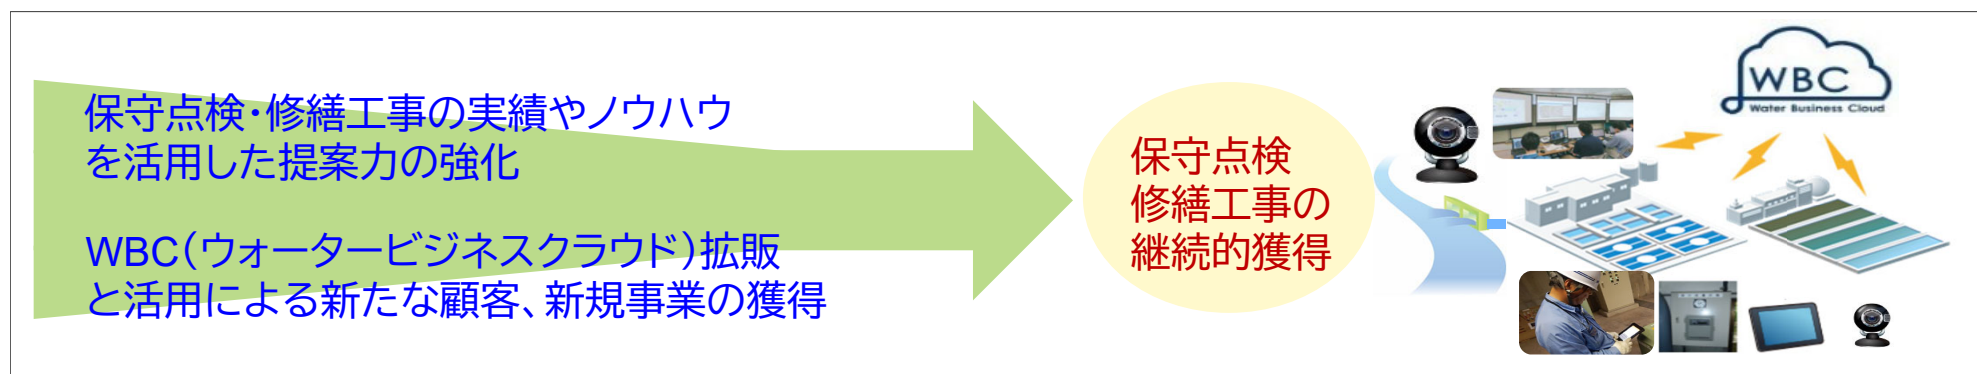 保守点検・修繕工事の実績やノウハウ
を活用した提案力の強化
WBC(ウォータービジネスクラウド)拡販
と活用による新たな顧客、新規事業の獲得
保守点検
修繕工事の
継続的獲得
WBC
Water Business Cloud